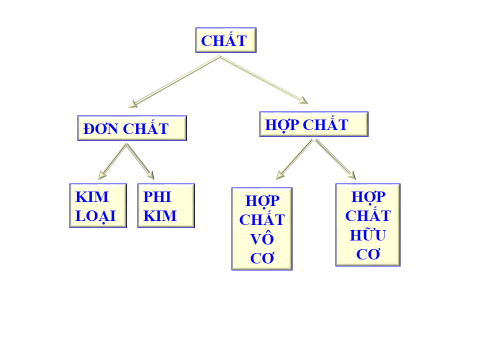 CHẤT
ĐƠN CHẤT
HỢP CHẤT
KIM
LOẠI
PHI
KIM
HỢP
CHẤT
VÔ
CƠ
HỢP
CHẤT
HỮU
CƠ